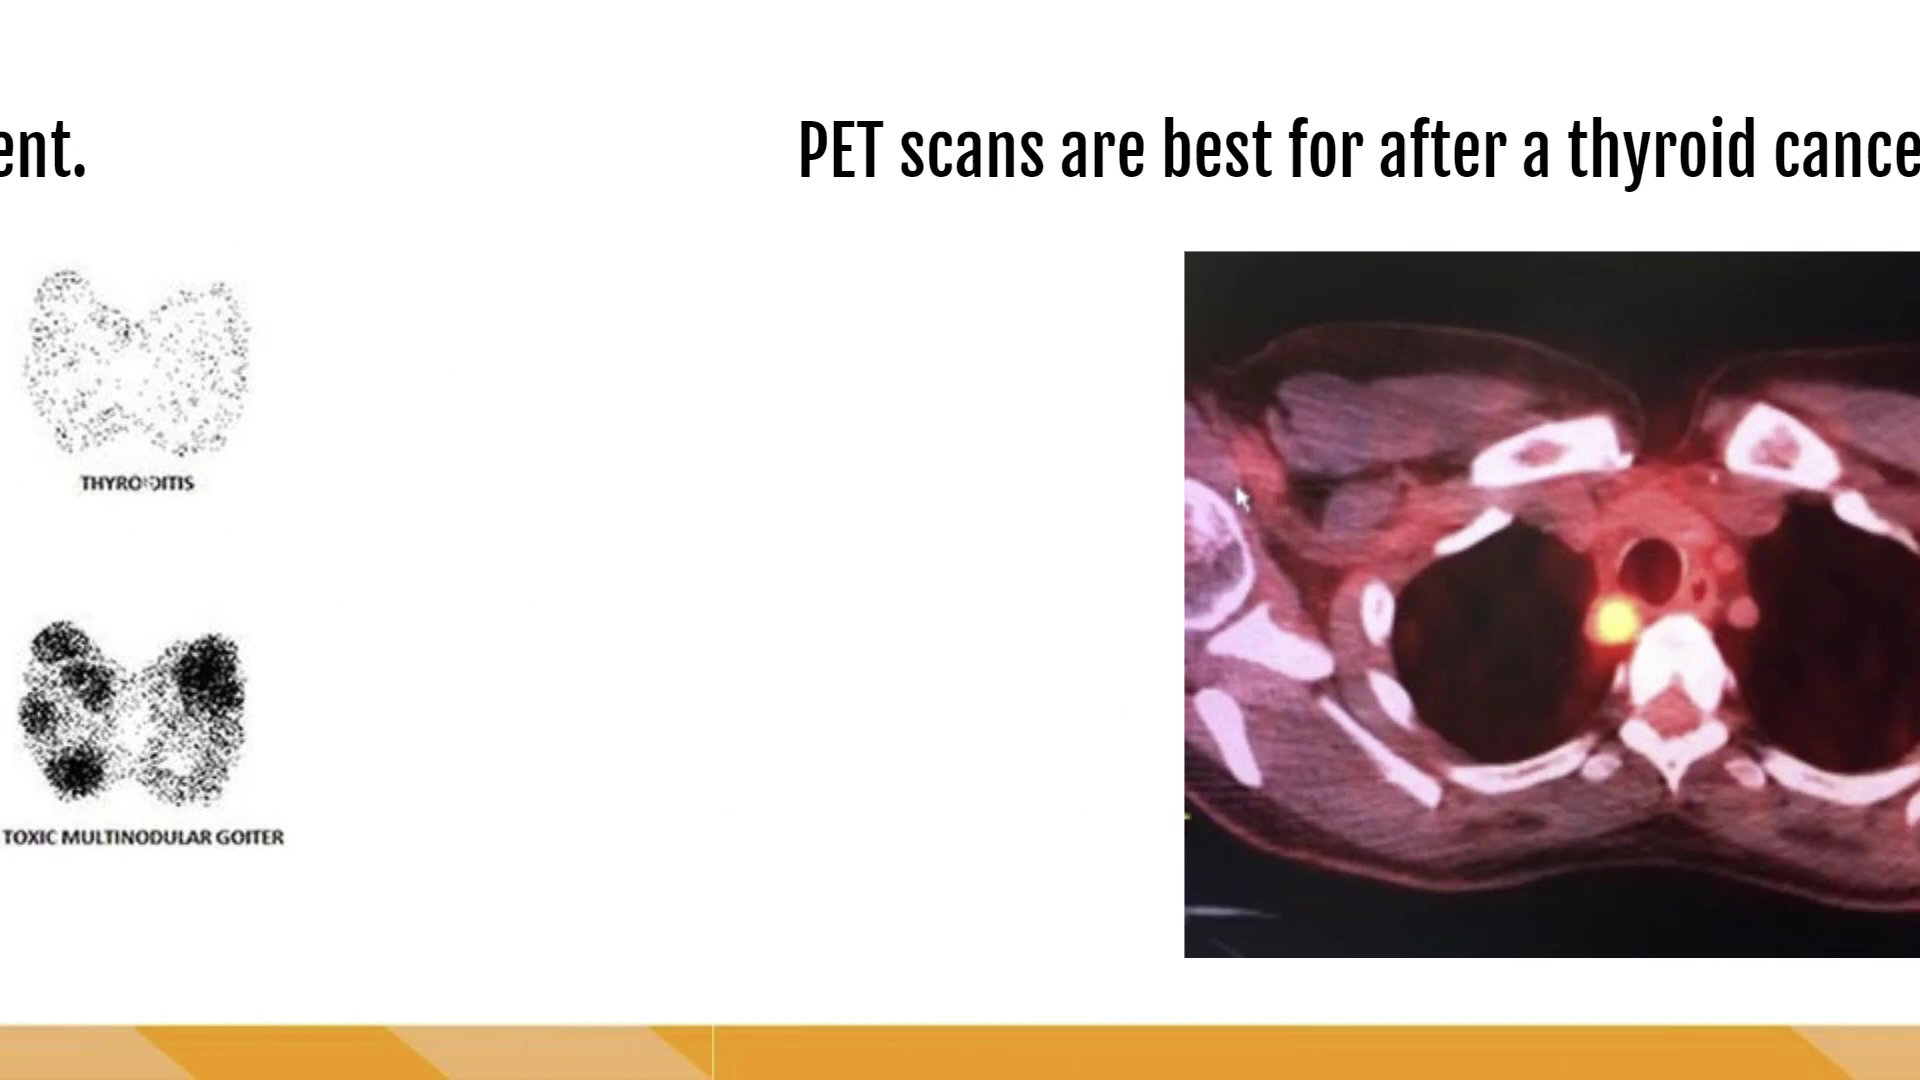 ent.
PET scans are best for after a thyroid cance
THYROIDITIS
TOXIC MULTINODULAR GOITER